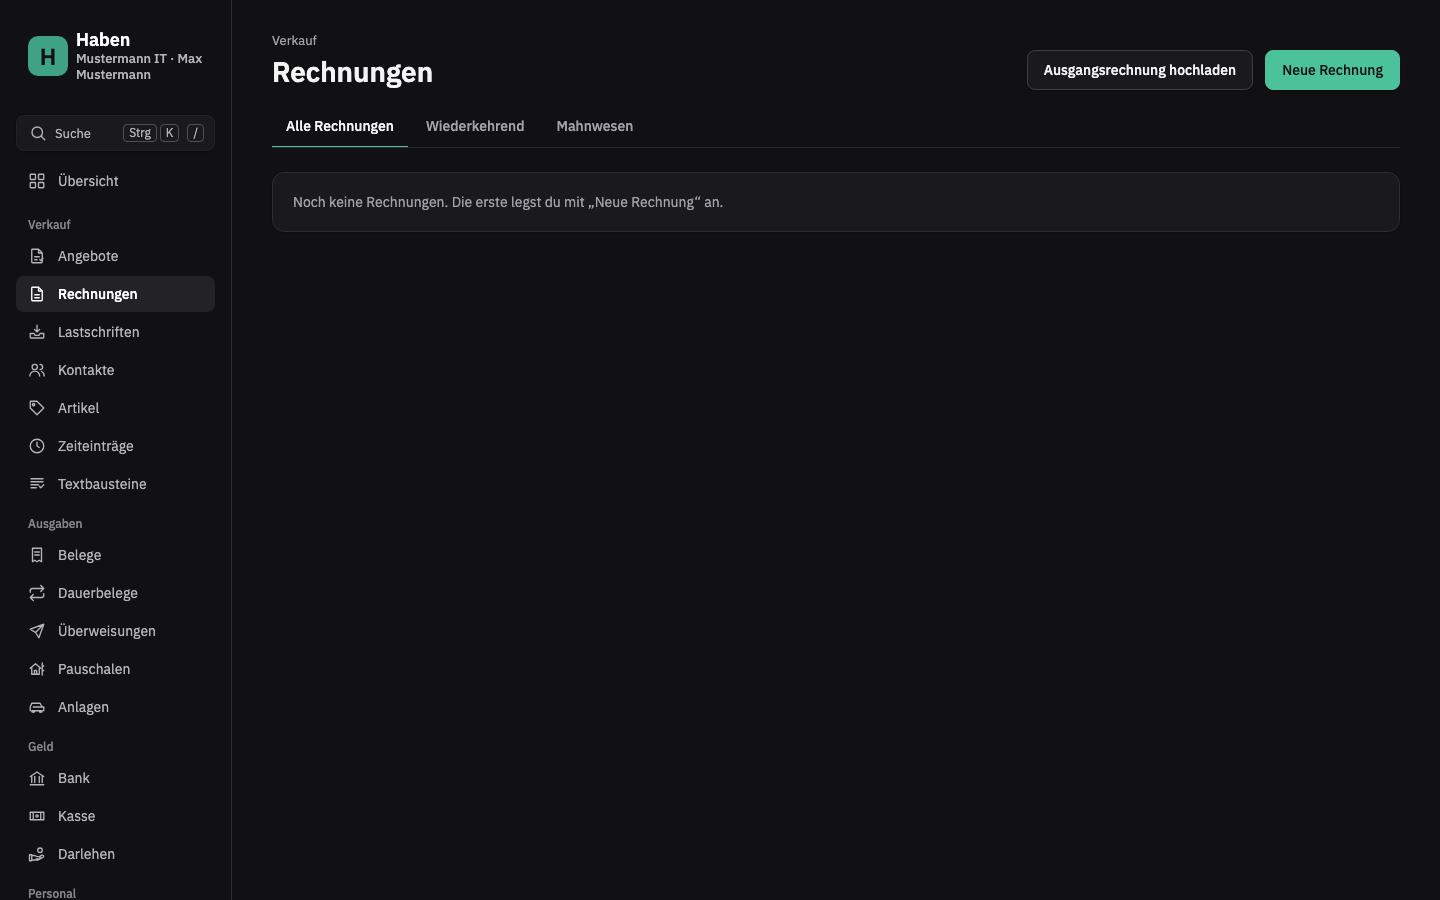 H
Haben
Mustermann IT · Max
Mustermann
Suche Strg K /
Übersicht
Verkauf
Angebote
Rechnungen
Lastschriften
Kontakte
Artikel
Zeiteinträge
Textbausteine
Ausgaben
Belege
Dauerbelege
Überweisungen
Pauschalen
Anlagen
Geld
Bank
Kasse
Darlehen
Personal
Verkauf
Rechnungen
Ausgangsrechnung hochladen
Neue Rechnung
Alle Rechnungen Wiederkehrend Mahnwesen
Noch keine Rechnungen. Die erste legst du mit „Neue Rechnung“ an.